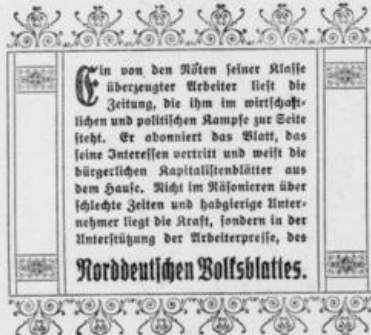 Ein von den Nöten seiner Klasse
überzeugter Arbeiter liest die
Zeitung, die ihm im wirtschaft-
lichen und politischen Kampfe zur Seite
steht. Er abonniert das Blatt, das
seine Interessen vertritt und weist die
bürgerlichen Kapitalistenblätter aus
dem Hause. Nicht im Räsonieren über
schlechte Zeiten und habgierige Unter-
nehmer liegt die Kraft, sondern in der
Unterstützung der Arbeiterpresse, des
Norddeutschen Volksblattes.